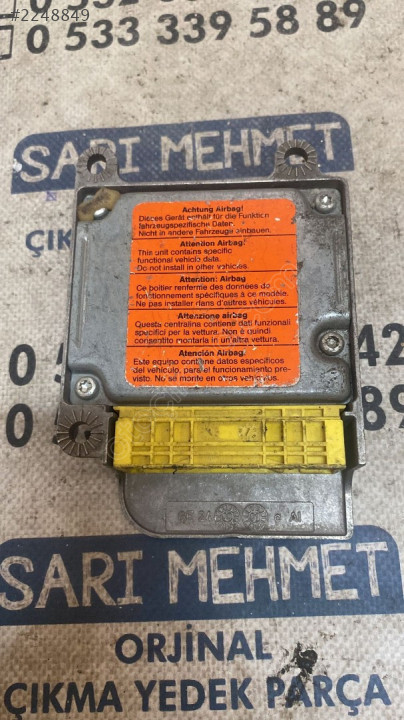 #2248849
0 533 339 5889
SARI MEHMET
ÇIK
Achtung Airbag!
Dieses Gerät enthält für die Funktion
fahrzeugspezifische Daten.
Nicht in andere Fahrzeuge einbauen.
Attention Airbag!
This unit contains specific
functional vehicle data.
Do not install in other vehicles.
Attention: Airbag
Ce boîtier renferme des données de
fonctionnement spécifiques à ce modèle.
Ne pas installer dans d'autres véhicules.
Attenzione airbag
Questa centralina contiene dati funzionali
specifici per la vettura. Non è quindi
consentito montarla in un'altra vettura.
Atención Airbag.
Este equipo contiene datos específicos
del vehículo, para el funcionamiento pre-
visto. No se monte en otros vehículos.
0 5
42
5889
SARI MEHMET
ORJİNAL
ÇIKMA YEDEK PARÇA